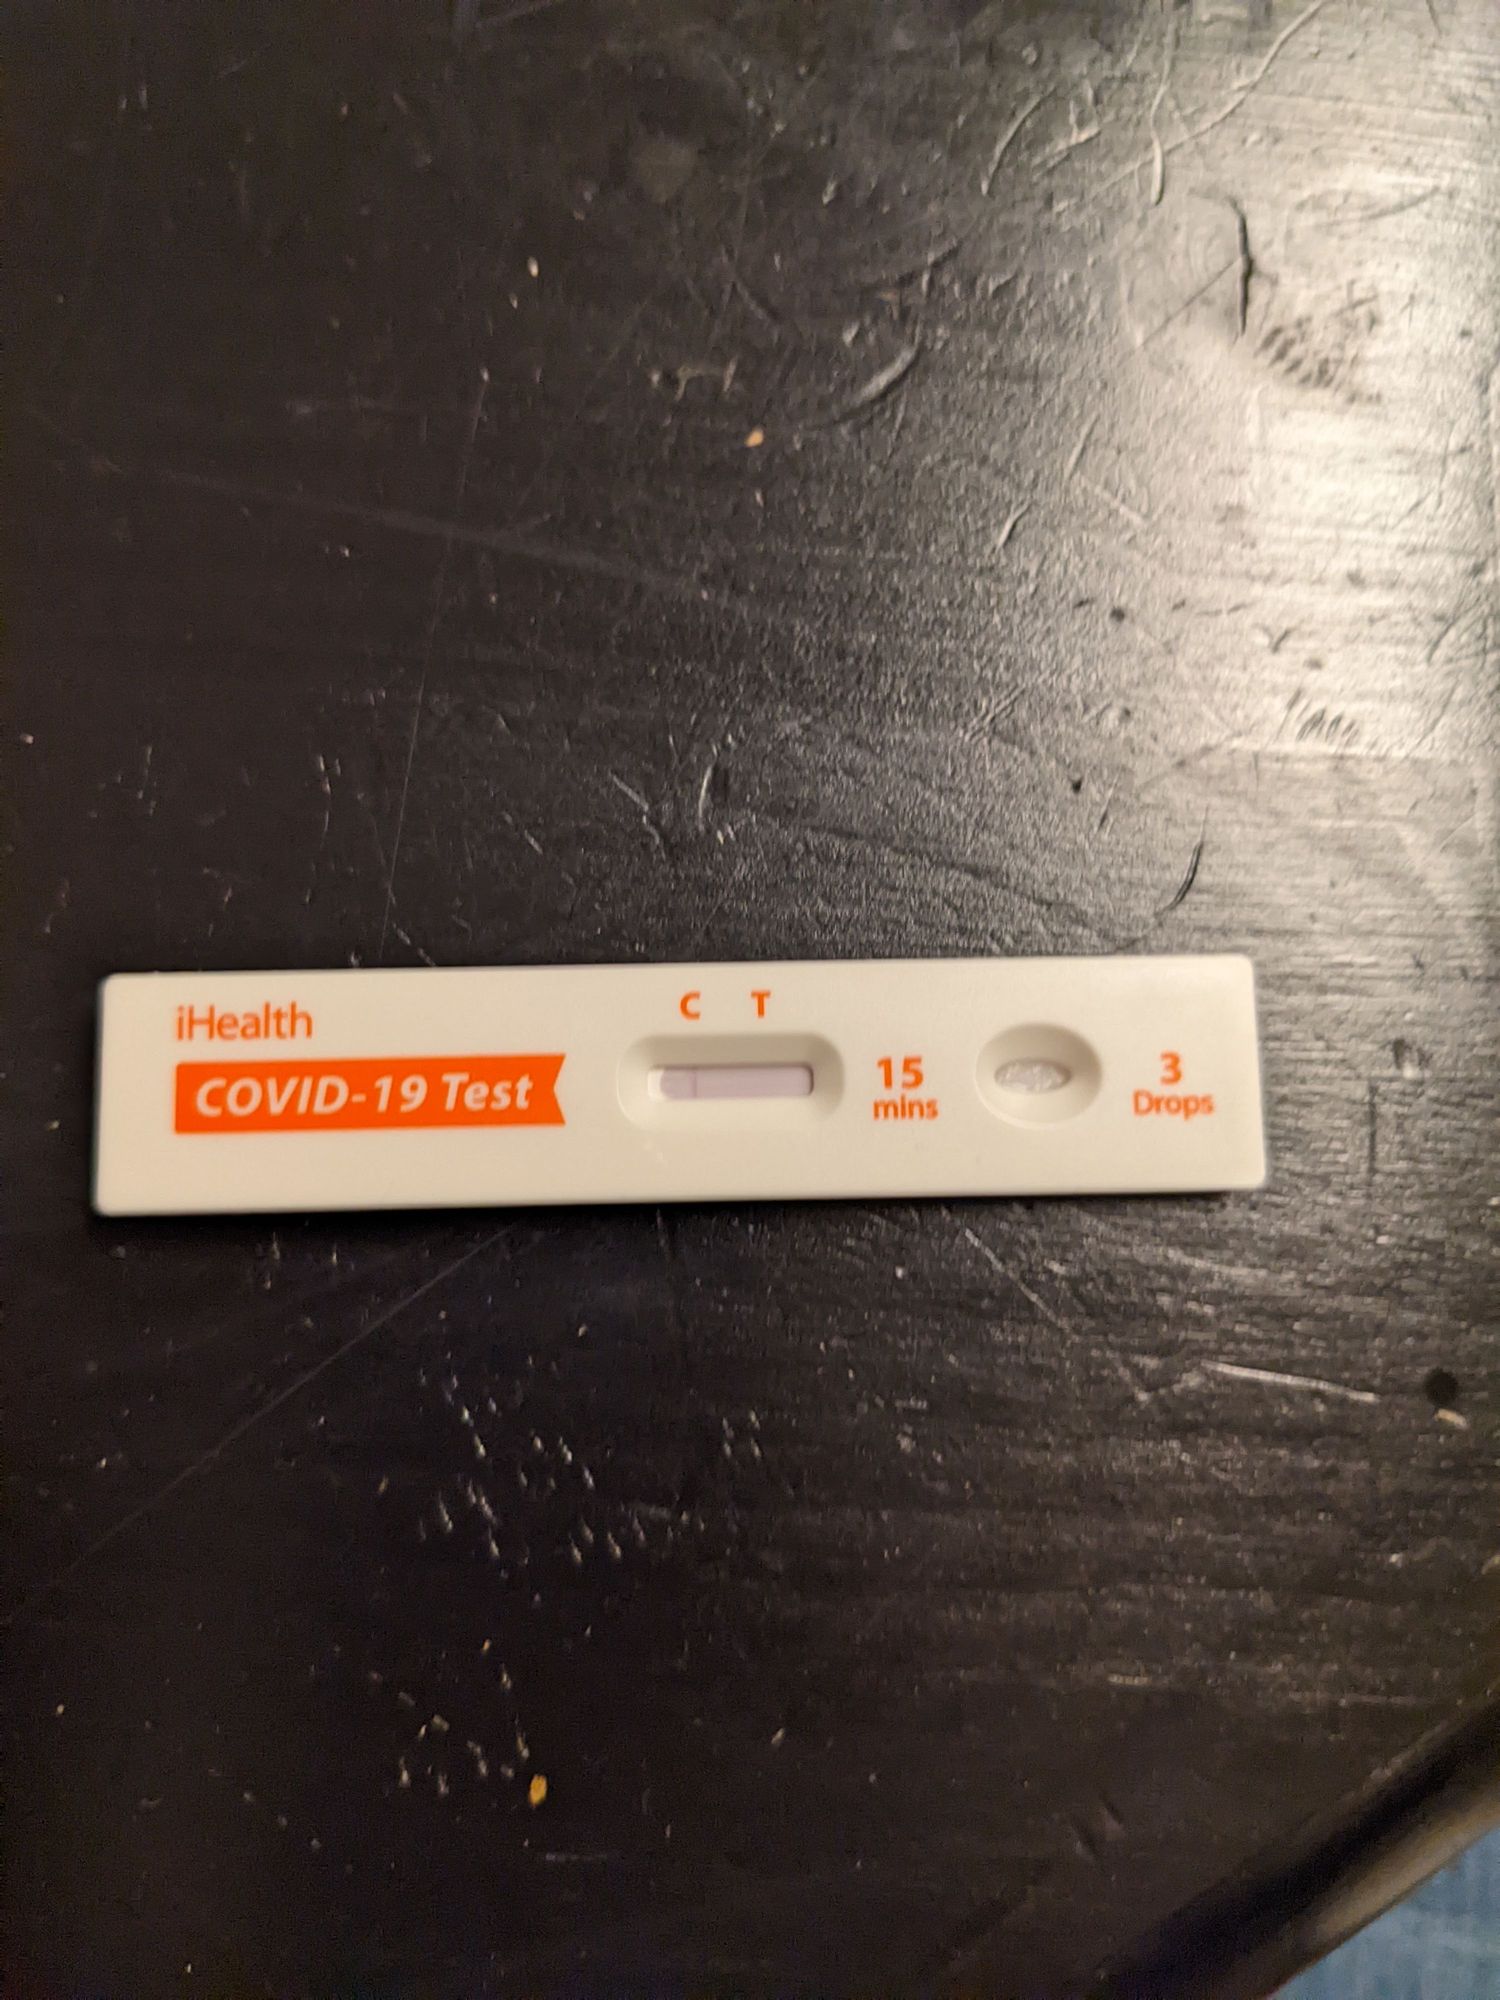 iHealth
COVID-19 Test
C T
15
mins
3
Drops